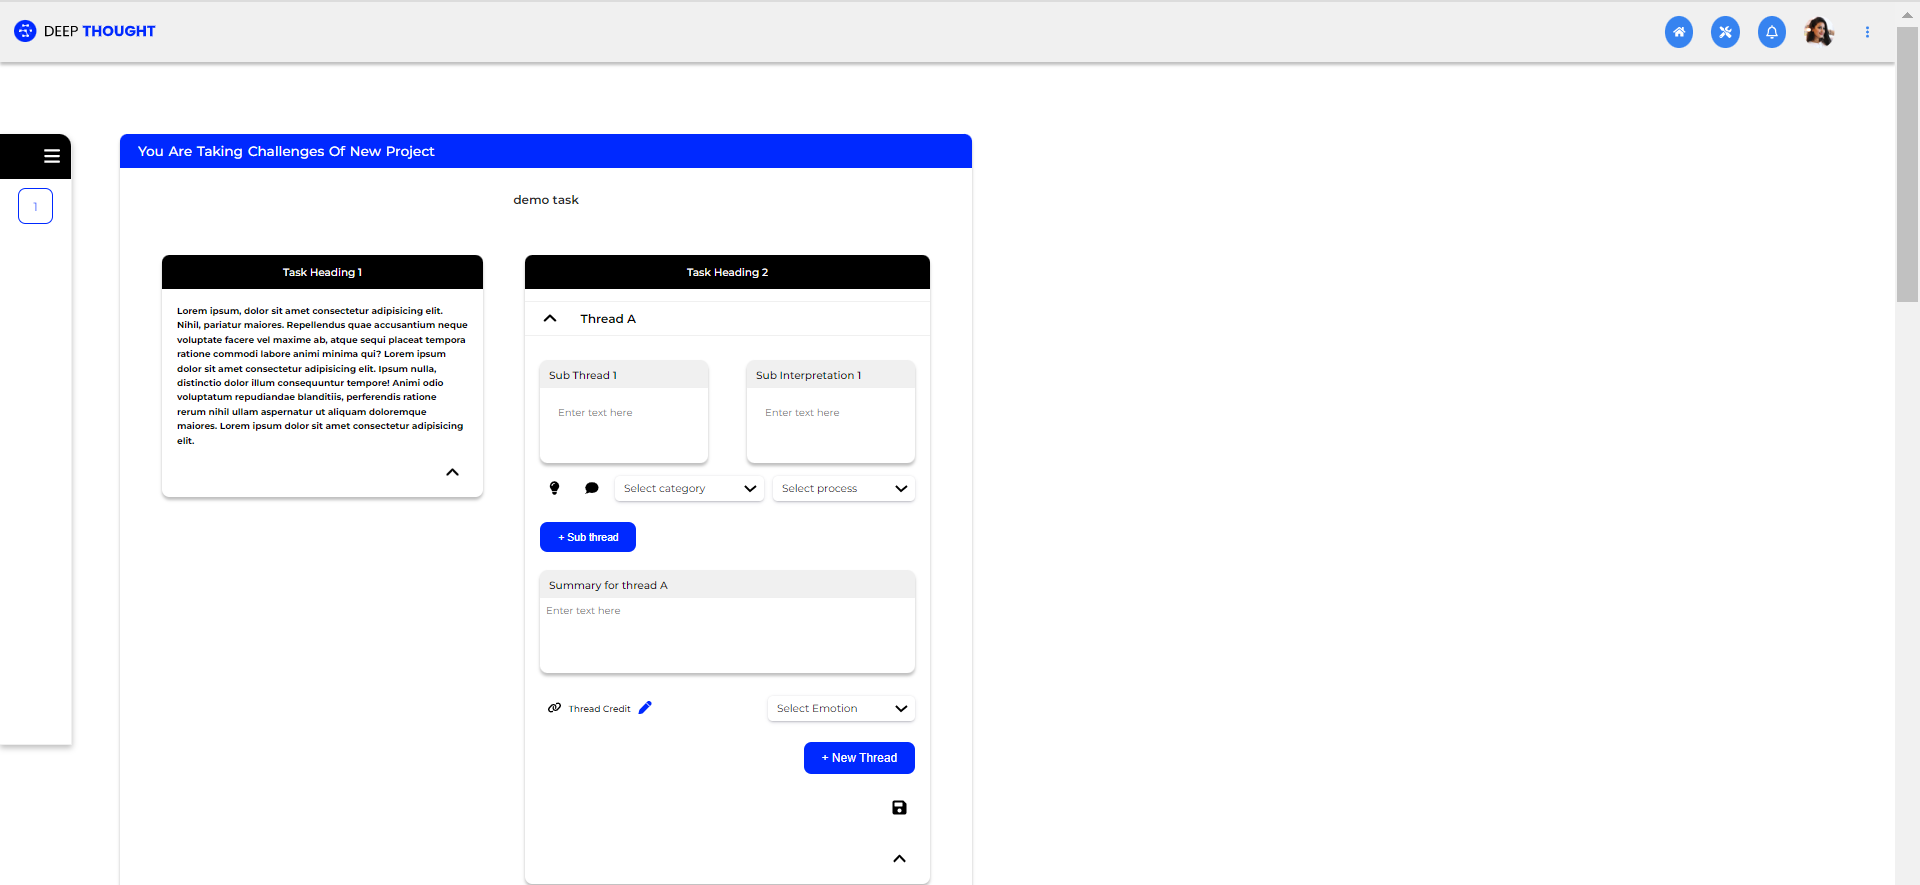 DEEP THOUGHT
1
You Are Taking Challenges Of New Project
demo task
Task Heading 1
Lorem ipsum, dolor sit amet consectetur adipisicing elit.
Nihil, pariatur maiores. Repellendus quae accusantium neque
voluptate facere vel maxime ab, atque sequi placeat tempora
ratione commodi labore animi minima qui? Lorem ipsum
dolor sit amet consectetur adipisicing elit. Ipsum nulla,
distinctio dolor illum consequuntur tempore! Animi odio
voluptatum repudiandae blanditiis, perferendis ratione
rerum nihil ullam aspernatur ut aliquam doloremque
maiores. Lorem ipsum dolor sit amet consectetur adipisicing
elit.
Task Heading 2
Thread A
Sub Thread 1
Enter text here
Sub Interpretation 1
Enter text here
Select category
Select process
+ Sub thread
Summary for thread A
Enter text here
Thread Credit
Select Emotion
+ New Thread